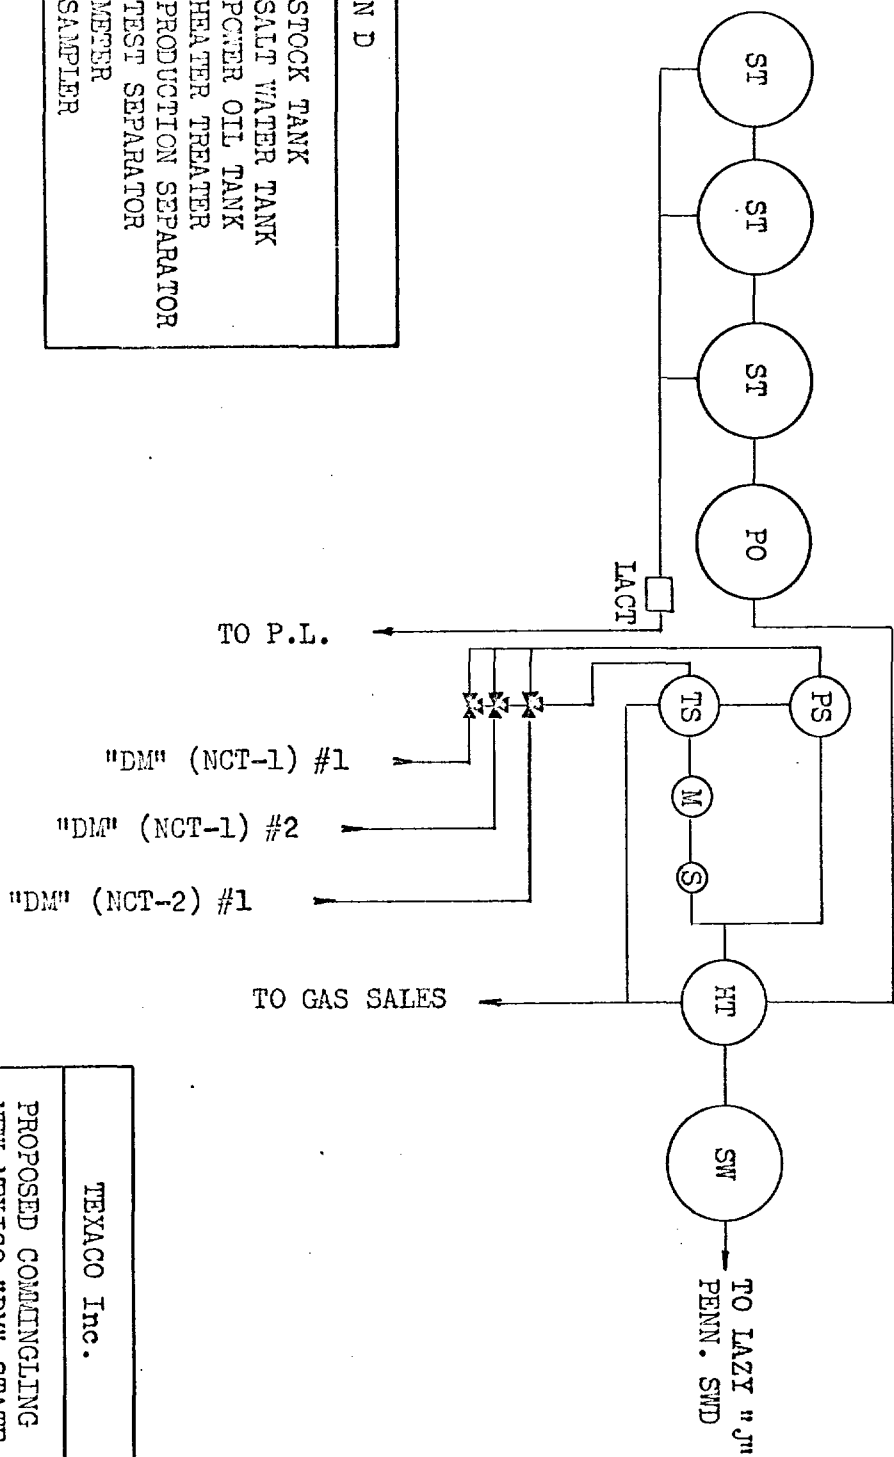 N D
STOCK TANK
SALT WATER TANK
POWER OIL TANK
HEATER TREATER
PRODUCTION SEPARATOR
TEST SEPARATOR
METER
SAMPLER
ST
ST
ST
PO
LACT
TO P.L.
TS
PS
M
S
"DM" (NCT-1) #1
"DM" (NCT-1) #2
"DM" (NCT-2) #1
TO GAS SALES
HT
SW
TO LAZY "J"
PENN. SWD
TEXACO Inc.
PROPOSED COMMINGLING